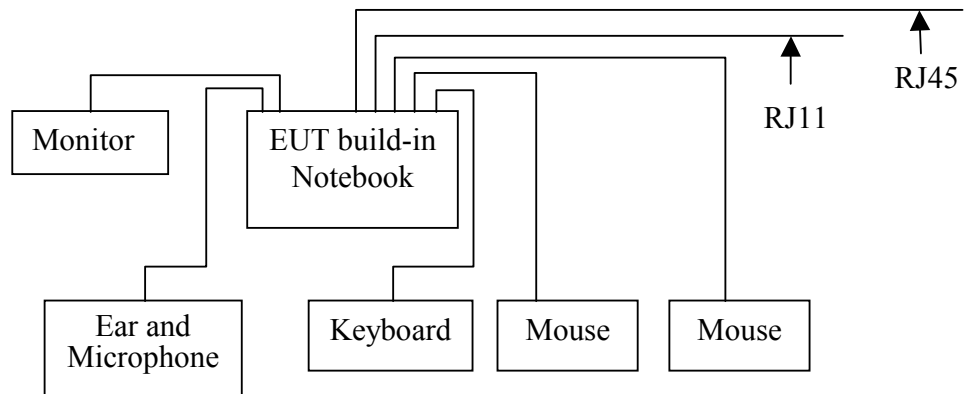 RJ45
RJ11
Monitor
EUT build-in
Notebook
Ear and
Microphone
Keyboard
Mouse
Mouse